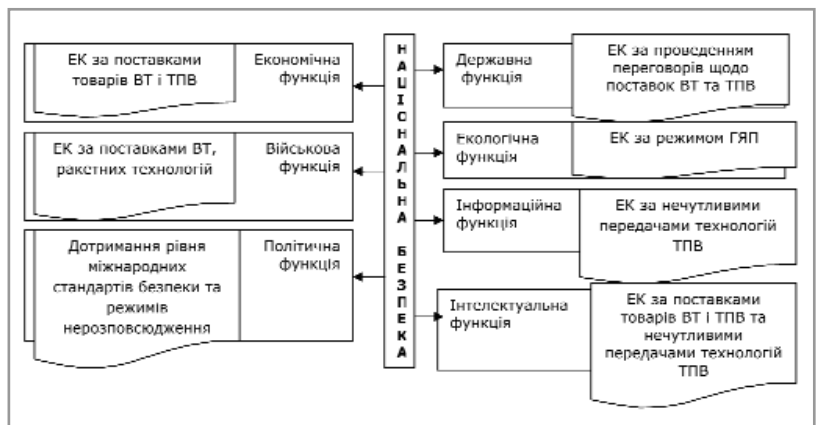 ЕК за поставками
товарів ВТ і ТПВ
Економічна
функція
ЕК за поставками ВТ,
ракетних технологій
Військова
функція
Дотримання рівня
міжнародних
стандартів безпеки та
режимів
нерозповсюдження
Політична
функція
НАЦІОНАЛЬНА БЕЗПЕКА
Державна
функція
ЕК за проведенням
переговорів щодо
поставок ВТ та ТПВ
Екологічна
функція
ЕК за режимом ГЯП
Інформаційна
функція
ЕК за нечутливими
передачами технологій
ТПВ
Інтелектуальна
функція
ЕК за поставками
товарів ВТ і ТПВ та
нечутливими
передачами технологій
ТПВ